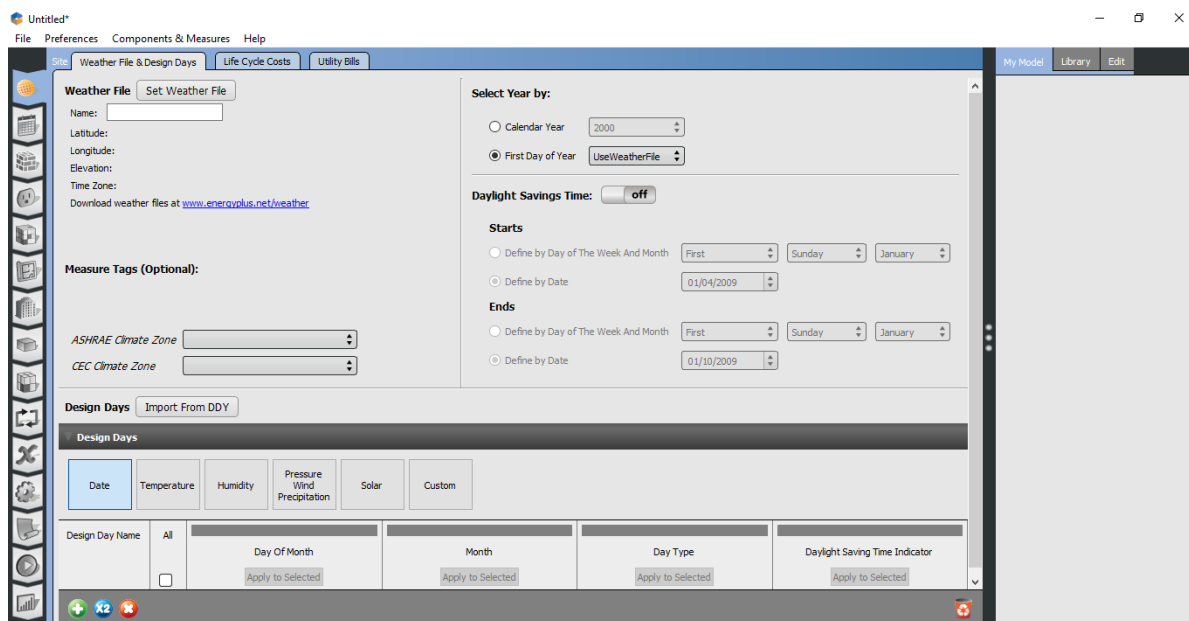 Untitled*
File Preferences Components & Measures Help
Site Weather File & Design Days Life Cycle Costs Utility Bills
My Model Library Edit
Weather File Set Weather File
Name:
Latitude:
Longitude:
Elevation:
Time Zone:
Download weather files at www.energyplus.net/weather
Measure Tags (Optional):
ASHRAE Climate Zone
CEC Climate Zone
Select Year by:
Calendar Year 2000
First Day of Year UseWeatherFile
Daylight Savings Time: off
Starts
Define by Day of The Week And Month First Sunday January
Define by Date 01/04/2009
Ends
Define by Day of The Week And Month First Sunday January
Define by Date 01/10/2009
Design Days Import From DDY
Design Days
Date Temperature Humidity Pressure Wind Precipitation Solar Custom
Design Day Name All Day Of Month Month Day Type Daylight Saving Time Indicator
Apply to Selected Apply to Selected Apply to Selected Apply to Selected
X2